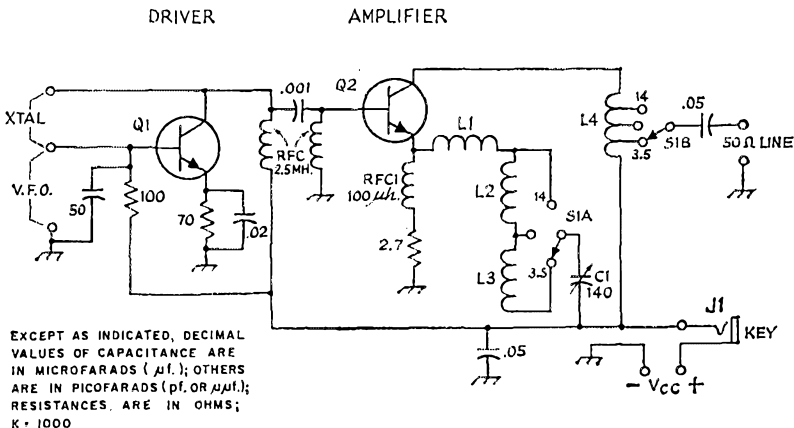 DRIVER
AMPLIFIER
XTAL
V.F.O.
Q1
50
100
70
.02
.001
RFC
2.5MH.
Q2
L1
RFC1
100 μh.
2.7
L2
L3
14
3.5
S1A
C1
140
L4
14
3.5
S1B
.05
50 Ω LINE
.05
J1
KEY
- Vcc +
EXCEPT AS INDICATED, DECIMAL
VALUES OF CAPACITANCE ARE
IN MICROFARADS ( μf. ); OTHERS
ARE IN PICOFARADS (pf. OR μμf.);
RESISTANCES ARE IN OHMS;
K = 1000